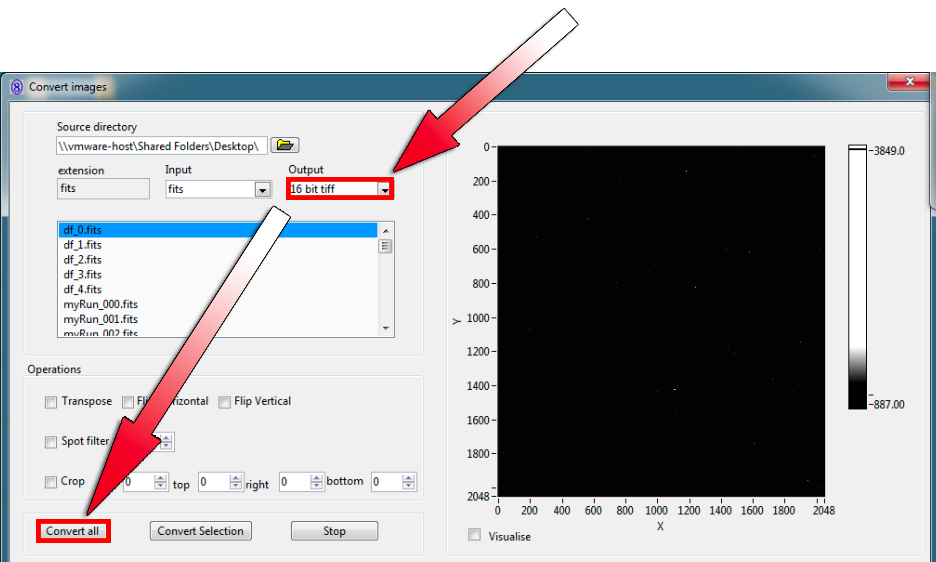 8 Convert images
x
Source directory
\\vmware-host\Shared Folders\Desktop\
extension
Input
Output
fits
fits
16 bit tiff
df_0.fits
df_1.fits
df_2.fits
df_3.fits
df_4.fits
myRun_000.fits
myRun_001.fits
myRun_002.fits
Operations
Transpose
Flip Vertical
Spot filter
Crop
0
top
0
right
0
bottom
0
Convert all
Convert Selection
Stop
0
200
400
600
800
1000
1200
1400
1600
1800
2048
Y
0
200
400
600
800
1000
1200
1400
1600
1800
2048
X
3849.0
887.00
Visualise